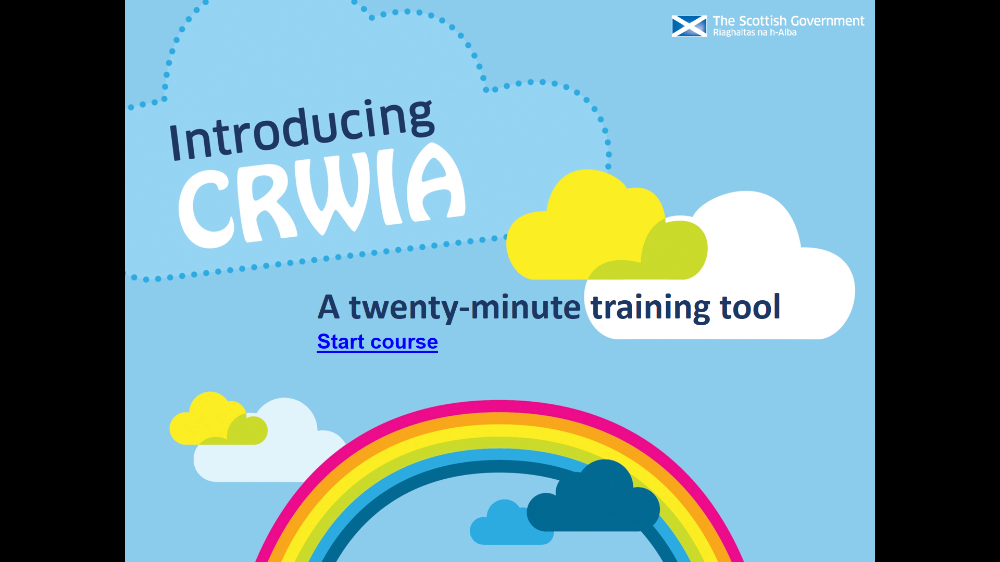 The Scottish Government
Riaghaltas na h-Alba
Introducing
CRWIA
A twenty-minute training tool
Start course